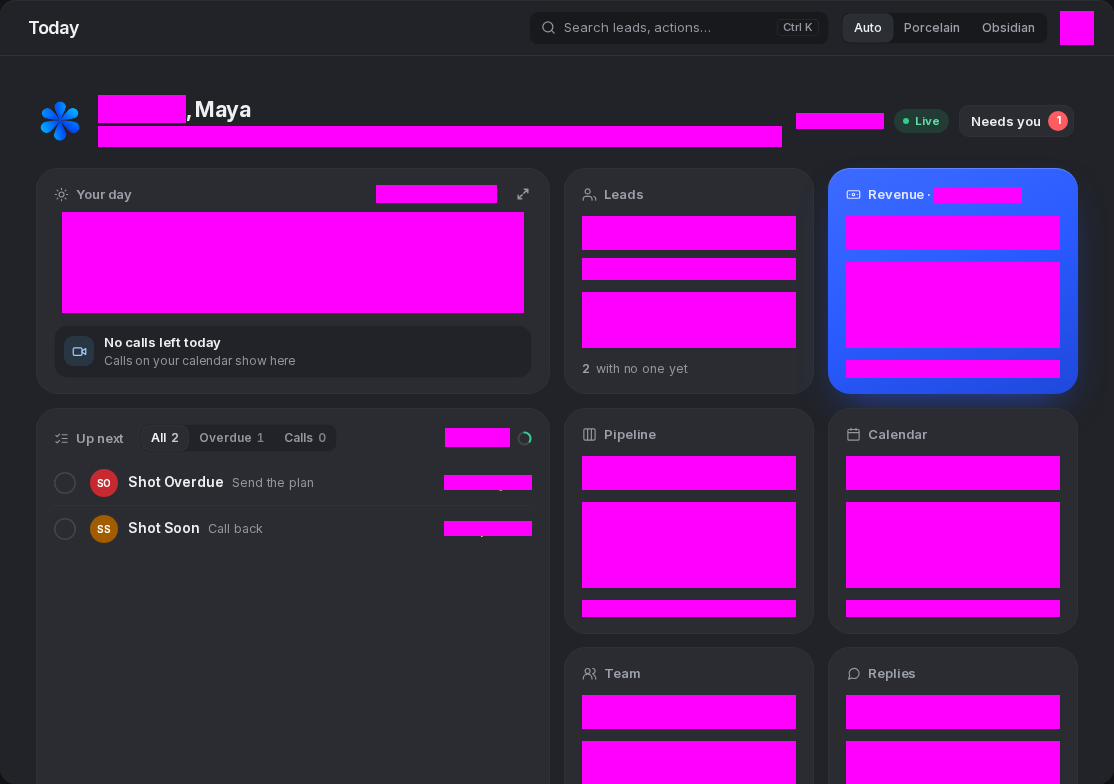 Today
Search leads, actions…
Ctrl K
Auto
Porcelain
Obsidian
, Maya
Live
Needs you 1
Your day
No calls left today
Calls on your calendar show here
Leads
2 with no one yet
Revenue ·
Up next
All 2
Overdue 1
Calls 0
SO Shot Overdue Send the plan
SS Shot Soon Call back
Pipeline
Calendar
Team
Replies